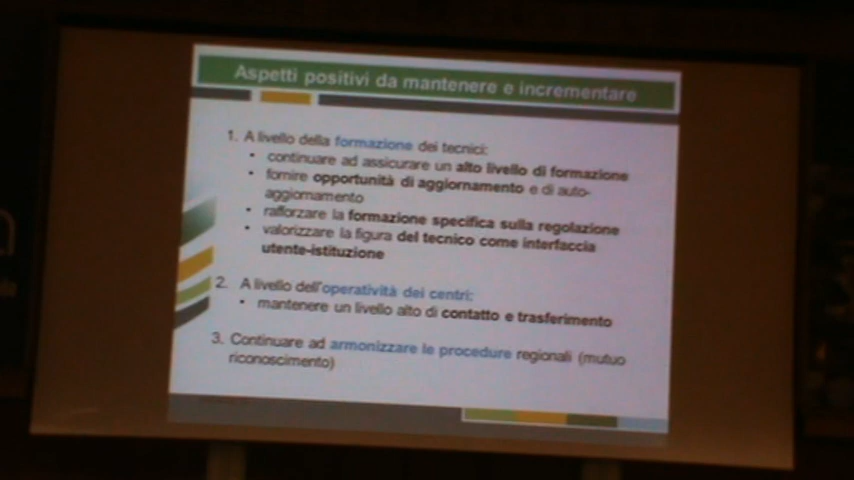 Aspetti positivi da mantenere e incrementare
1. A livello della formazione dei tecnici:
• continuare ad assicurare un alto livello di formazione
• fornire opportunità di aggiornamento e di auto-
aggiornamento
• rafforzare la formazione specifica sulla regolazione
• valorizzare la figura del tecnico come interfaccia
utente-istituzione
2. A livello dell'operatività dei centri:
• mantenere un livello alto di contatto e trasferimento
3. Continuare ad armonizzare le procedure regionali (mutuo
riconoscimento)